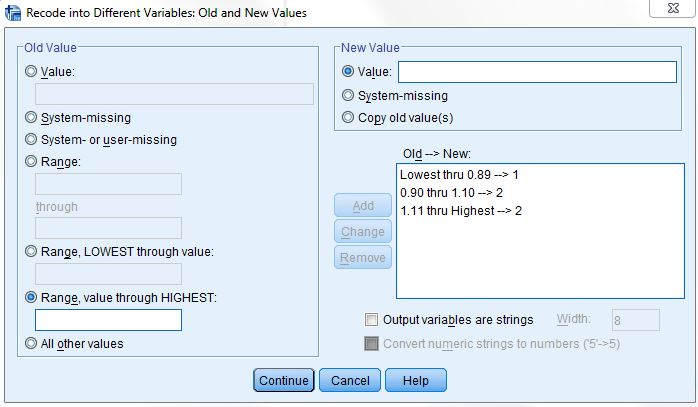 Recode into Different Variables: Old and New Values
Old Value
Value:
System-missing
System- or user-missing
Range:
through
Range, LOWEST through value:
Range, value through HIGHEST:
All other values
New Value
Value:
System-missing
Copy old value(s)
Old --> New:
Lowest thru 0.89 --> 1
0.90 thru 1.10 --> 2
1.11 thru Highest --> 2
Add
Change
Remove
Output variables are strings Width: 8
Convert numeric strings to numbers ('5'->5)
Continue Cancel Help